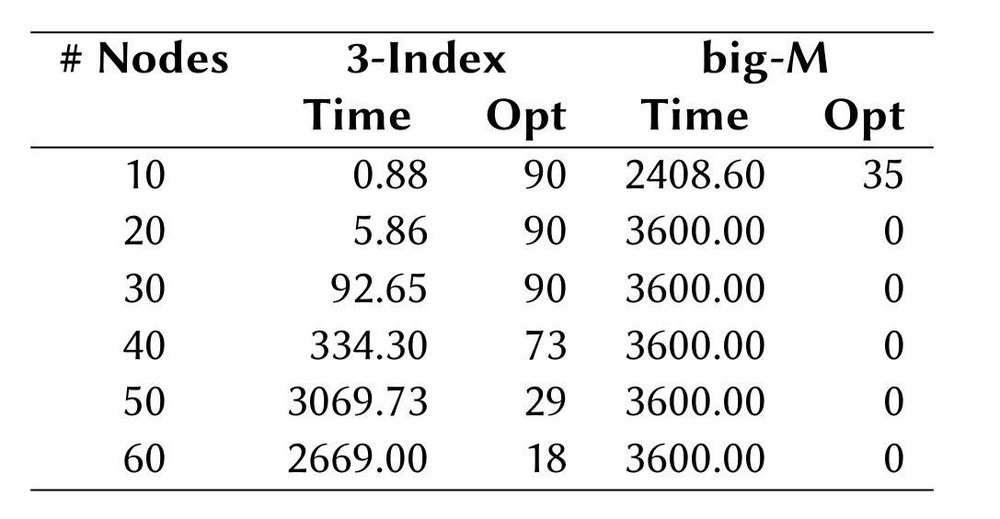 # Nodes 3-Index big-M
Time Opt Time Opt
10 0.88 90 2408.60 35
20 5.86 90 3600.00 0
30 92.65 90 3600.00 0
40 334.30 73 3600.00 0
50 3069.73 29 3600.00 0
60 2669.00 18 3600.00 0